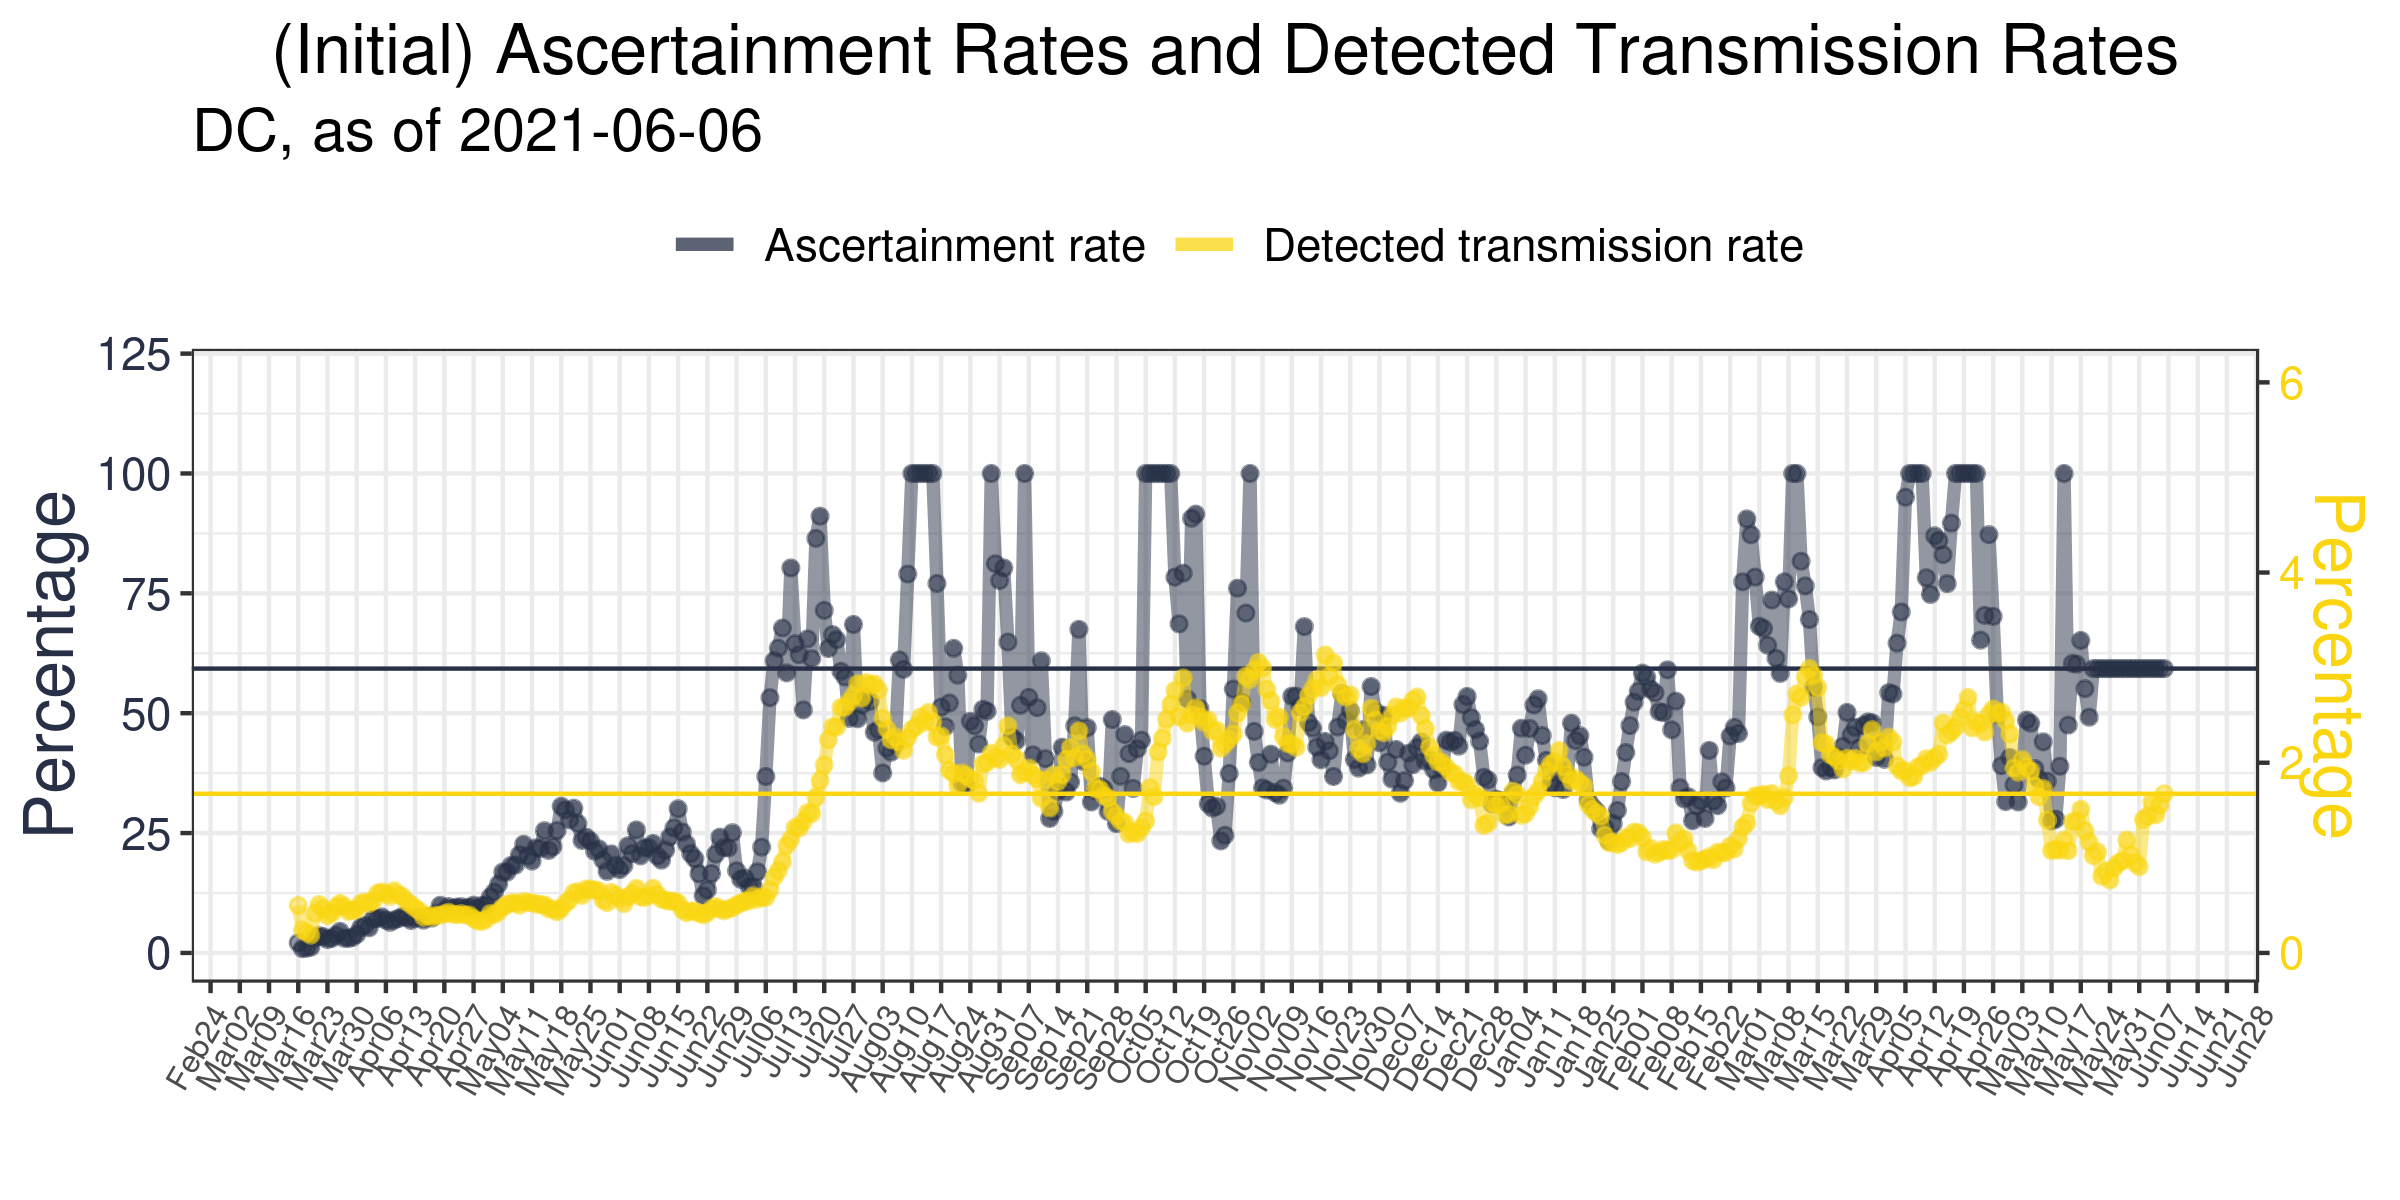 (Initial) Ascertainment Rates and Detected Transmission Rates
DC, as of 2021-06-06
Ascertainment rate
Detected transmission rate
Percentage
125
100
75
50
25
0
6
4
2
0
Percentage
Feb24
Mar02
Mar09
Mar16
Mar23
Mar30
Apr06
Apr13
Apr20
Apr27
May04
May11
May18
May25
Jun01
Jun08
Jun15
Jun22
Jun29
Jul06
Jul13
Jul20
Jul27
Aug03
Aug10
Aug17
Aug24
Aug31
Sep07
Sep14
Sep21
Sep28
Oct05
Oct12
Oct19
Oct26
Nov02
Nov09
Nov16
Nov23
Nov30
Dec07
Dec14
Dec21
Dec28
Jan04
Jan11
Jan18
Jan25
Feb01
Feb08
Feb15
Feb22
Mar01
Mar08
Mar15
Mar22
Mar29
Apr05
Apr12
Apr19
Apr26
May03
May10
May17
May24
May31
Jun07
Jun14
Jun21
Jun28